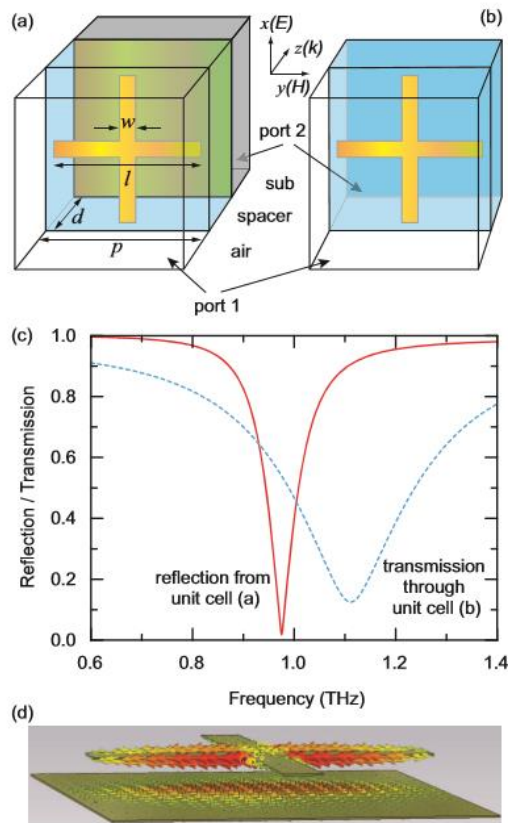 (a)
x(E)
z(k)
y(H)
(b)
w
l
d
p
port 2
sub
spacer
air
port 1
(c)
Reflection / Transmission
1.0
0.8
0.6
0.4
0.2
0.0
reflection from
unit cell (a)
transmission
through
unit cell (b)
0.6
0.8
1.0
1.2
1.4
Frequency (THz)
(d)